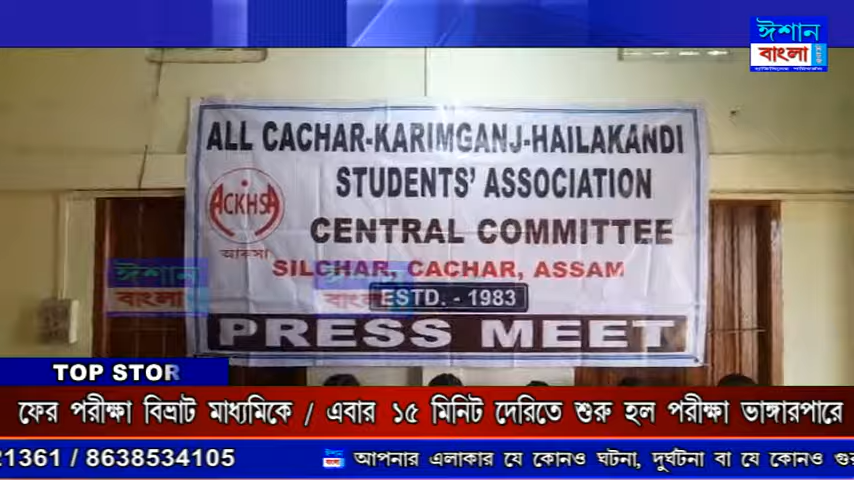 ঈশান
বাংলা
ALL CACHAR-KARIMGANJ-HAILAKANDI
STUDENTS' ASSOCIATION
ACKHSA
CENTRAL COMMITTEE
আকসা
SILCHAR, CACHAR, ASSAM
ঈশান
বাংলা
ঈশান
বাংলা
ESTD. - 1983
PRESS MEET
TOP STOR
ফের পরীক্ষা বিভ্রাট মাধ্যমিকে / এবার ১৫ মিনিট দেরিতে শুরু হল পরীক্ষা ভাঙ্গারপারে
21361 / 8638534105 আপনার এলাকার যে কোনও ঘটনা, দুর্ঘটনা বা যে কোনও গুর